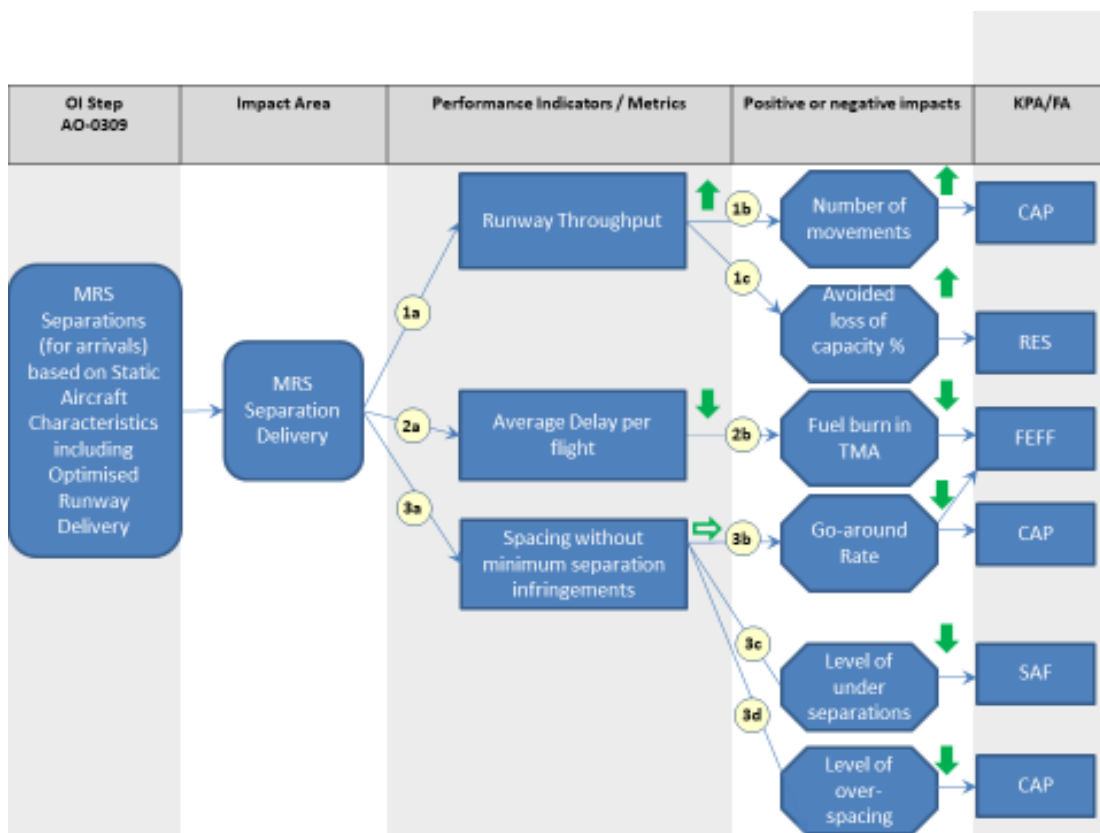 OI Step
AO-0309
Impact Area
Performance Indicators / Metrics
Positive or negative impacts
KPA/FA
MRS
Separations
(for arrivals)
based on Static
Aircraft
Characteristics
including
Optimised
Runway
Delivery
MRS
Separation
Delivery
1a
2a
3a
Runway Throughput
Average Delay per
flight
Spacing without
minimum separation
infringements
1b
1c
2b
3b
3c
3d
Number of
movements
Avoided
loss of
capacity %
Fuel burn in
TMA
Go-around
Rate
Level of
under
separations
Level of
over-
spacing
CAP
RES
FEFF
CAP
SAF
CAP